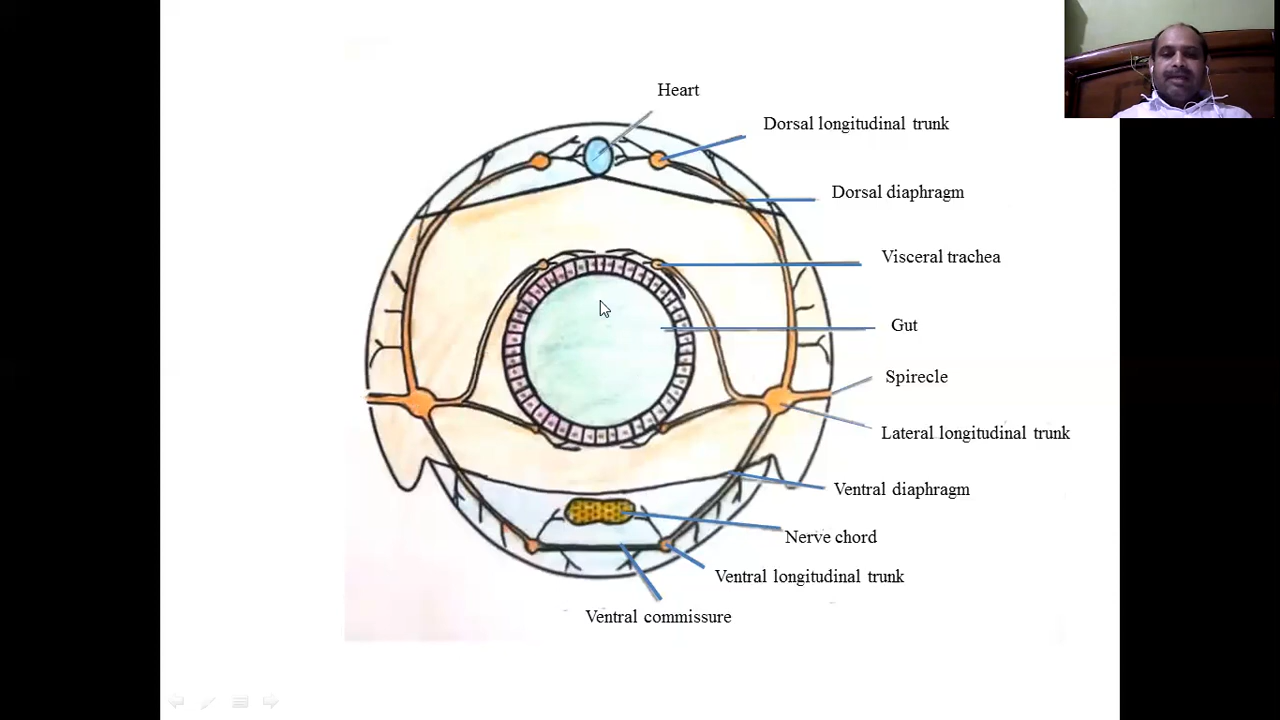 Heart
Dorsal longitudinal trunk
Dorsal diaphragm
Visceral trachea
Gut
Spirecle
Lateral longitudinal trunk
Ventral diaphragm
Nerve chord
Ventral longitudinal trunk
Ventral commissure